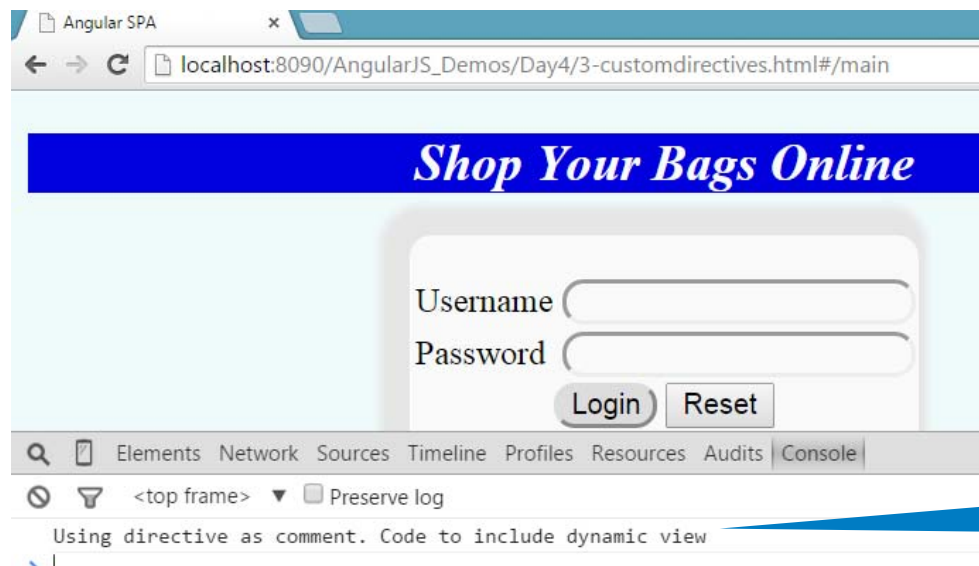 Angular SPA ×
localhost:8090/AngularJS_Demos/Day4/3-customdirectives.html#/main
Shop Your Bags Online
Username
Password
Login Reset
Elements Network Sources Timeline Profiles Resources Audits Console
<top frame> ▼ Preserve log
Using directive as comment. Code to include dynamic view